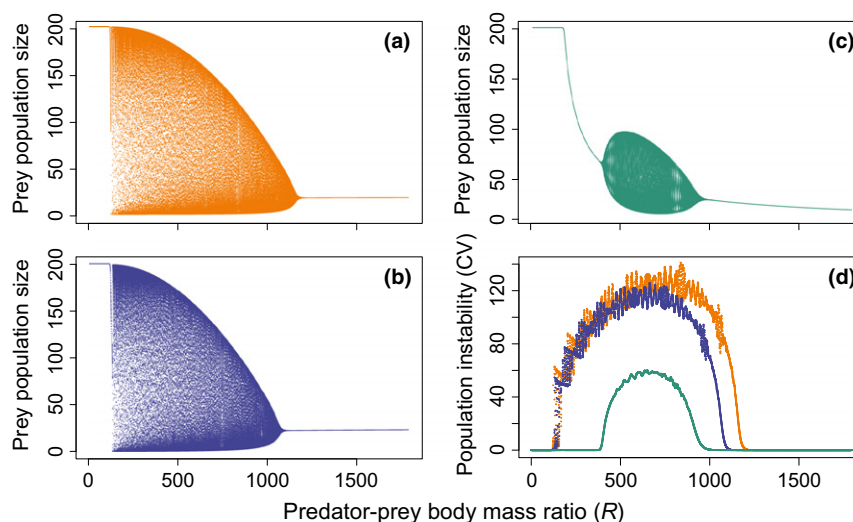 (a)
Prey population size
0 50 100 150 200
(c)
Prey population size
0 50 100 150 200
(b)
Prey population size
0 50 100 150 200
0 500 1000 1500
(d)
Population instability (CV)
0 40 80 120
0 500 1000 1500
Predator-prey body mass ratio (R)